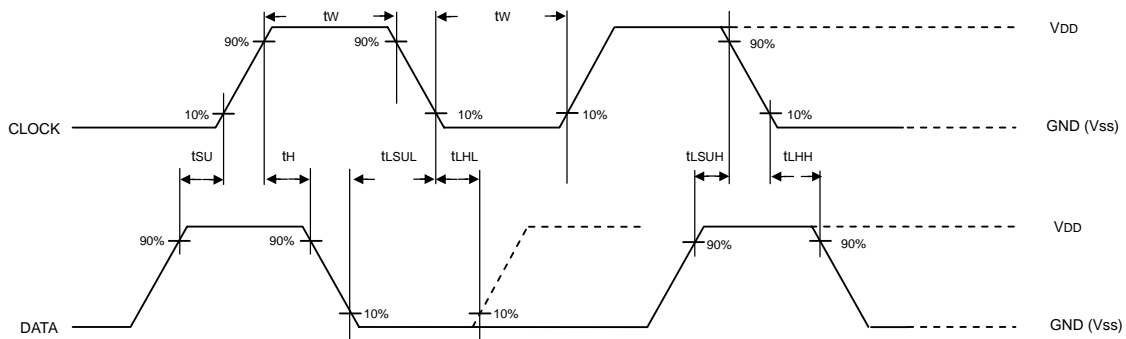 tW tW
VDD
90% 90% 90%
10% 10% 10% 10%
CLOCK GND (Vss)
tSU tH tLSUL tLHL tLSUH tLHH
VDD
90% 90% 90% 90%
10% 10%
DATA GND (Vss)